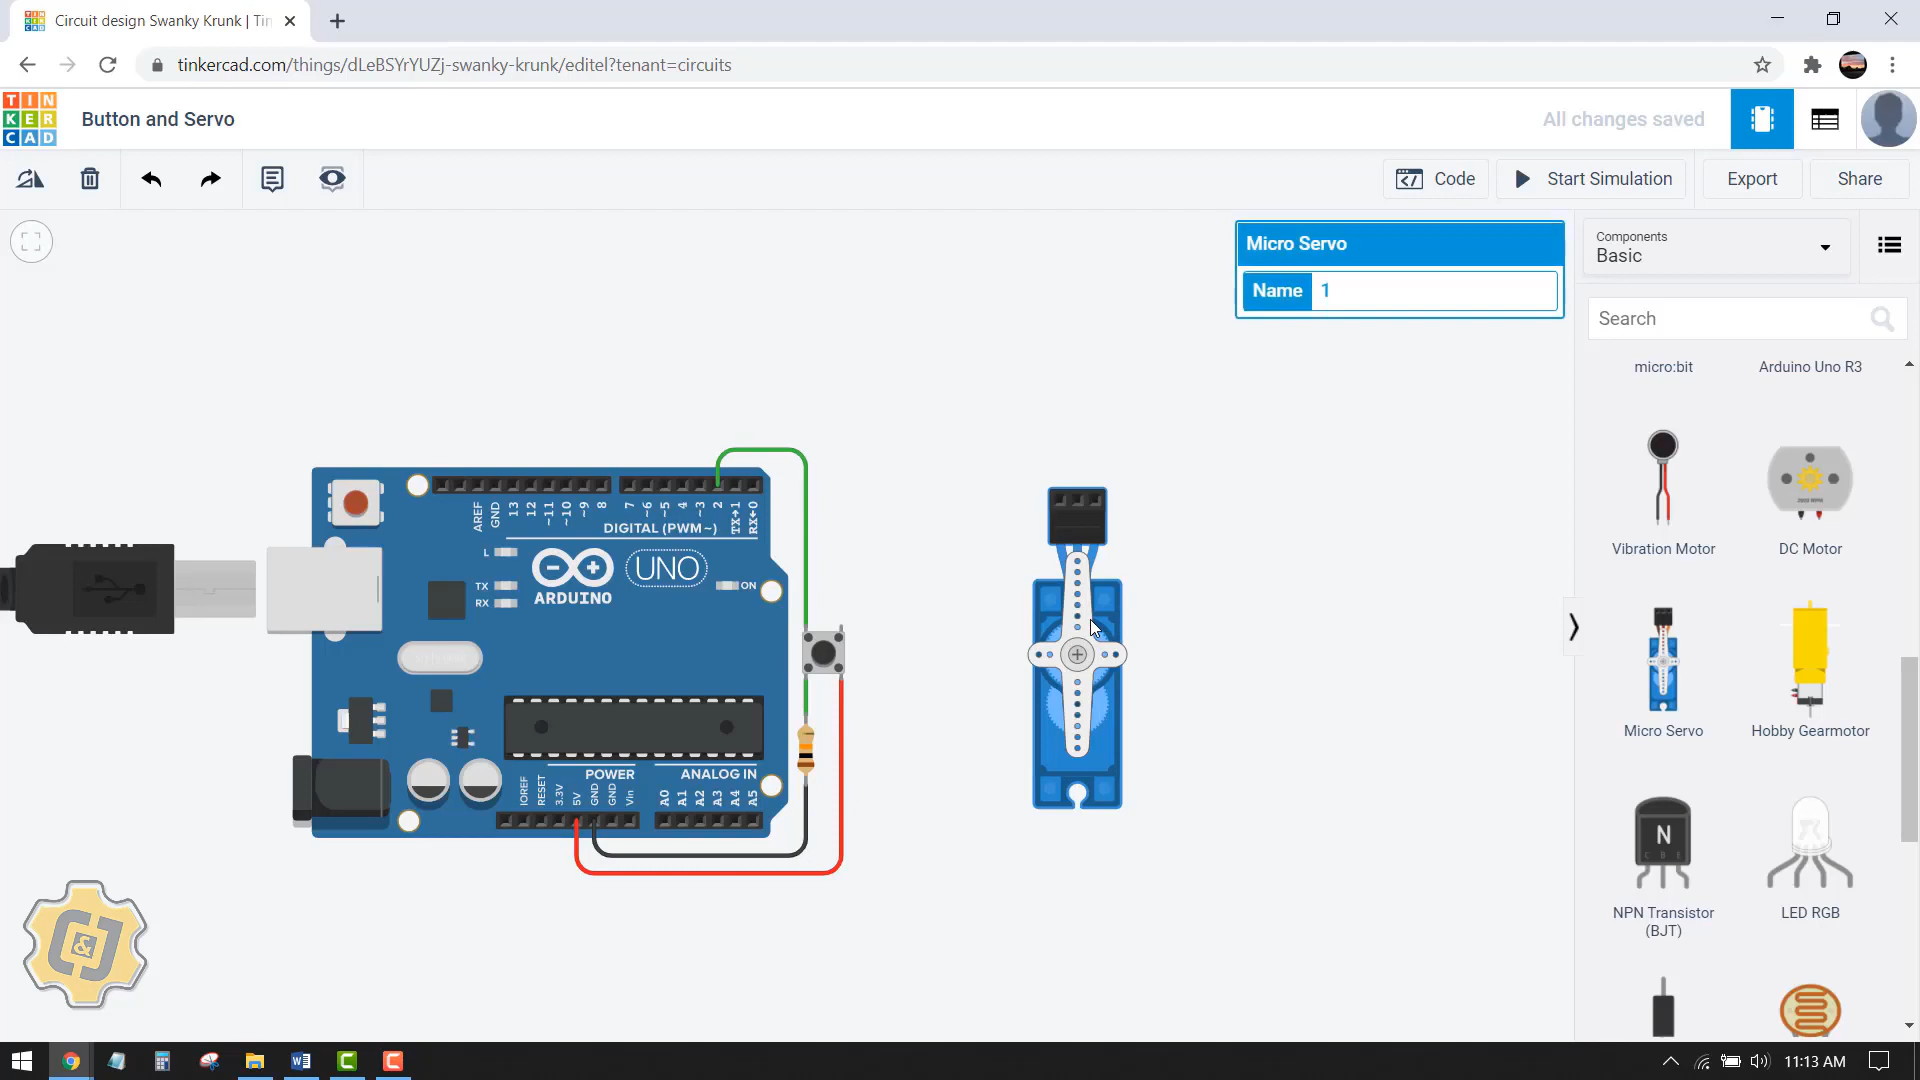 Circuit design Swanky Krunk | Tin
tinkercad.com/things/dLeBSYrYUZj-swanky-krunk/editel?tenant=circuits
TIN
KER
CAD
Button and Servo
All changes saved
Code
Start Simulation
Export
Share
Micro Servo
Name 1
Components
Basic
Search
micro:bit
Arduino Uno R3
Vibration Motor
DC Motor
Micro Servo
Hobby Gearmotor
N
NPN Transistor
(BJT)
LED RGB
AREF
GND
13
12
~11
~10
~9
8
7
~6
~5
4
~3
2
TX→1
RX←0
DIGITAL (PWM~)
L
TX
RX
UNO
ON
ARDUINO
POWER
ANALOG IN
IOREF
RESET
3.3V
5V
GND
GND
Vin
A0
A1
A2
A3
A4
A5
J & C
11:13 AM